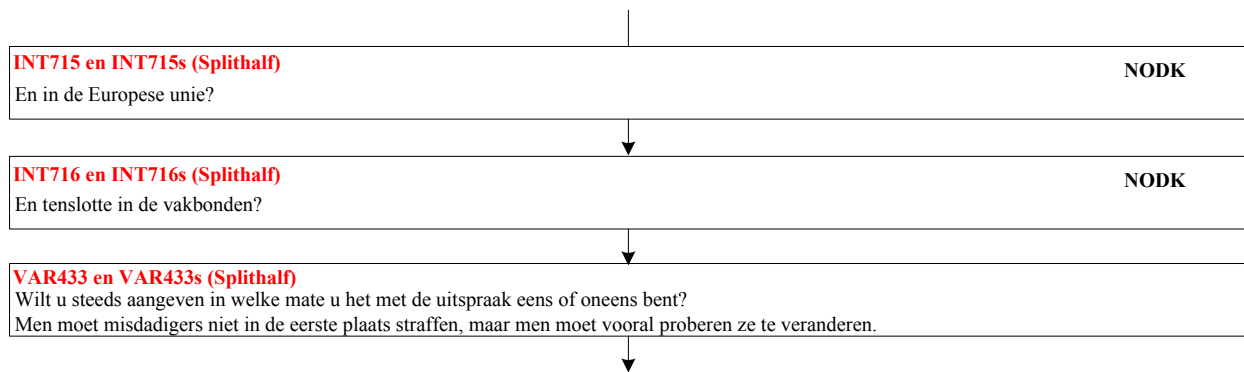 INT715 en INT715s (Splithalf)
NODK
En in de Europese unie?
INT716 en INT716s (Splithalf)
NODK
En tenslotte in de vakbonden?
VAR433 en VAR433s (Splithalf)
Wilt u steeds aangeven in welke mate u het met de uitspraak eens of oneens bent?
Men moet misdadigers niet in de eerste plaats straffen, maar men moet vooral proberen ze te veranderen.